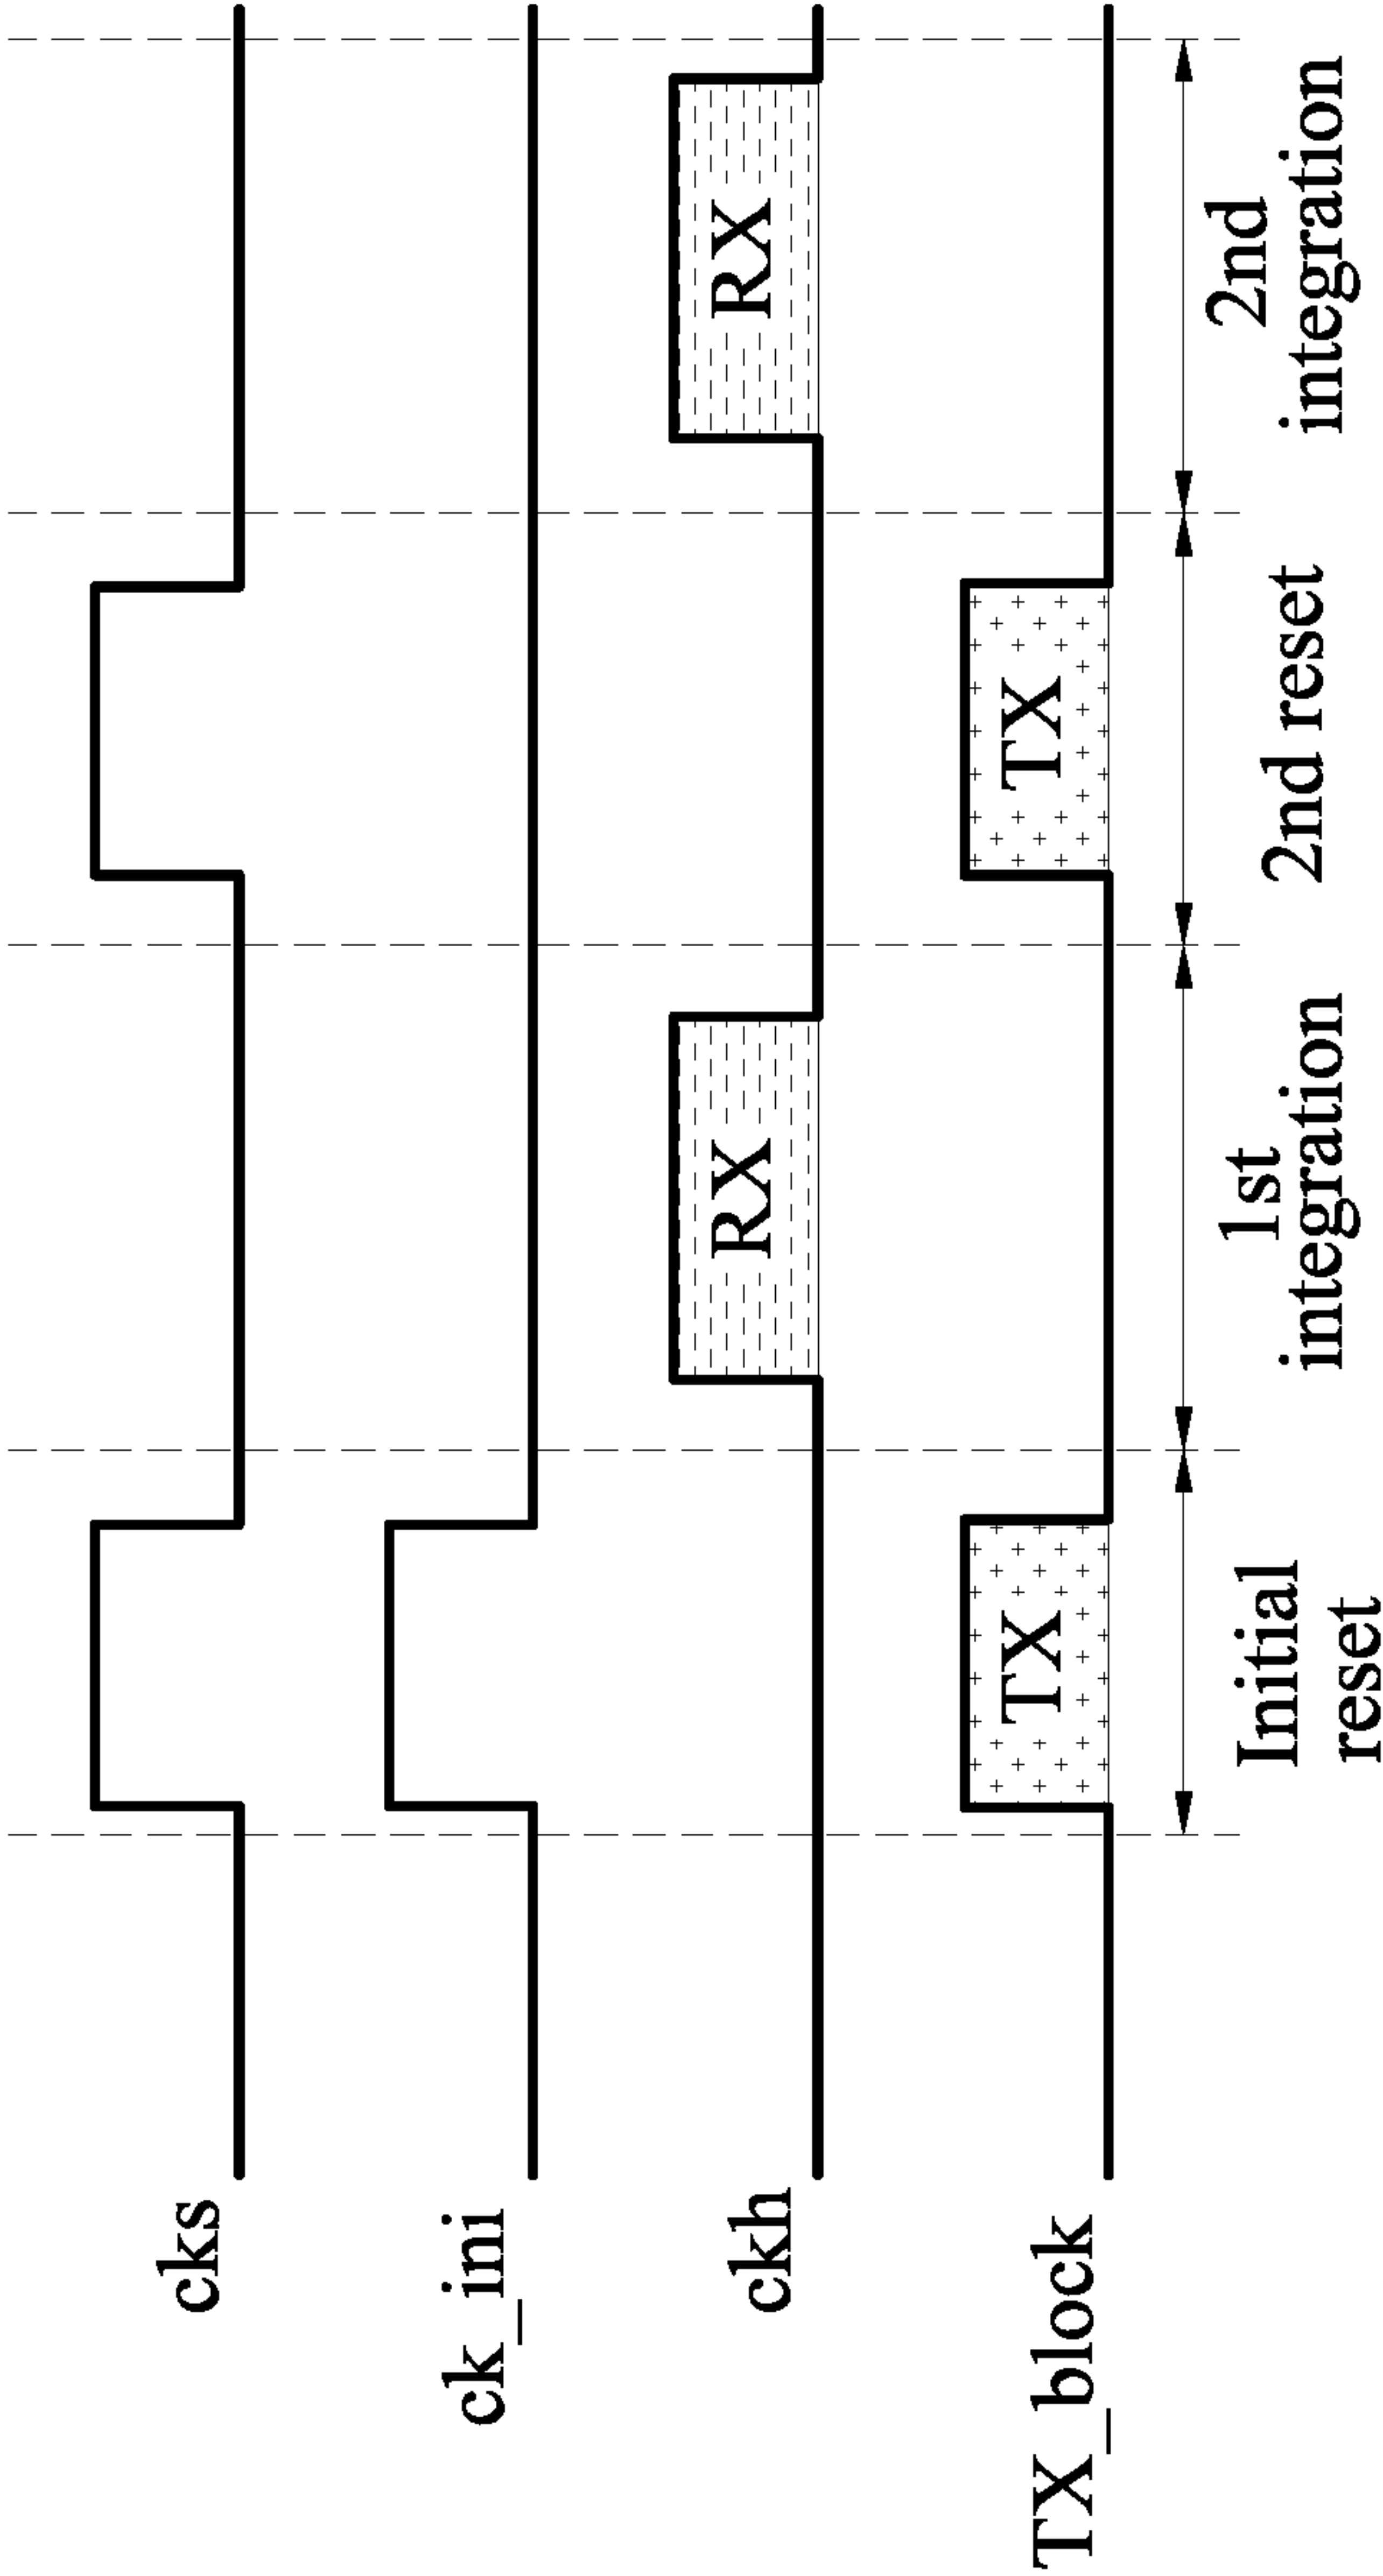 cks
ck_ini
ckh
RX
RX
TX_block
TX
TX
Initial
reset
1st
integration
2nd reset
2nd
integration